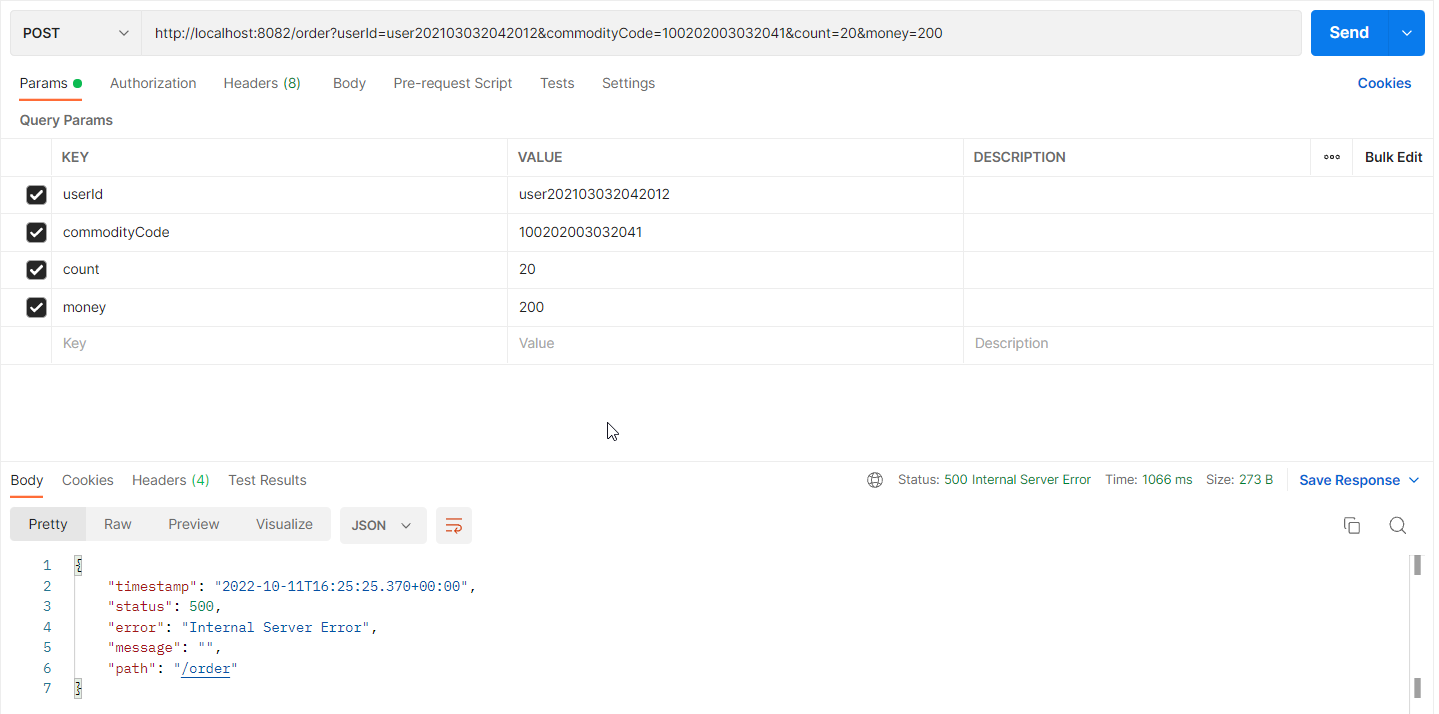 POST http://localhost:8082/order?userId=user202103032042012&commodityCode=100202003032041&count=20&money=200 Send
Params Authorization Headers (8) Body Pre-request Script Tests Settings Cookies
Query Params
KEY VALUE DESCRIPTION ooo Bulk Edit
userId user202103032042012
commodityCode 100202003032041
count 20
money 200
Key Value Description
Body Cookies Headers (4) Test Results Status: 500 Internal Server Error Time: 1066 ms Size: 273 B Save Response
Pretty Raw Preview Visualize JSON
1 {
2 "timestamp": "2022-10-11T16:25:25.370+00:00",
3 "status": 500,
4 "error": "Internal Server Error",
5 "message": "",
6 "path": "/order"
7 }